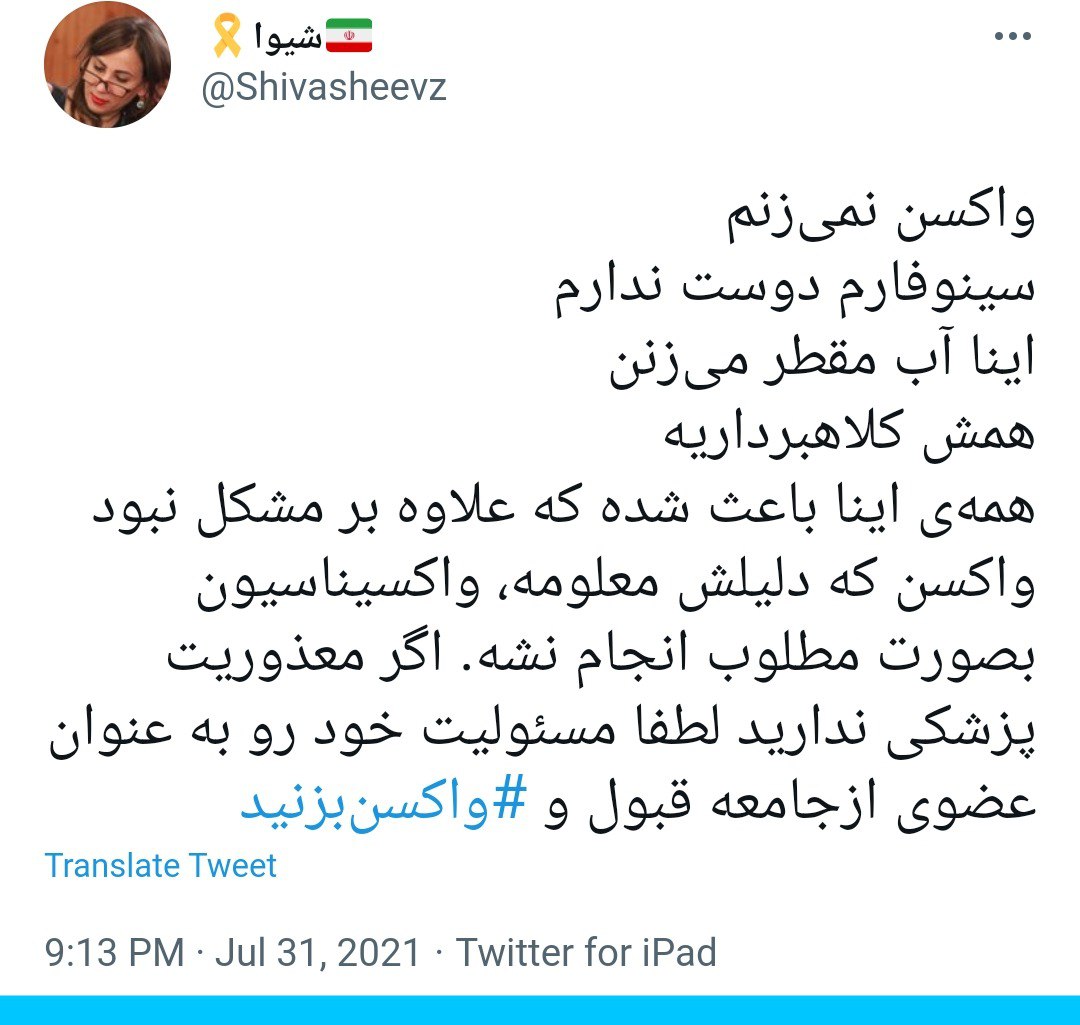 شیوا🇮🇷🎗
@Shivasheevz
واکسن نمی‌زنم
سینوفارم دوست ندارم
اینا آب مقطر می‌زنن
همش کلاهبرداریه
همه‌ی اینا باعث شده که علاوه بر مشکل نبود
واکسن که دلیلش معلومه، واکسیناسیون
بصورت مطلوب انجام نشه. اگر معذوریت
پزشکی ندارید لطفا مسئولیت خود رو به عنوان
عضوی ازجامعه قبول و #واکسن‌بزنید
Translate Tweet
9:13 PM · Jul 31, 2021 · Twitter for iPad